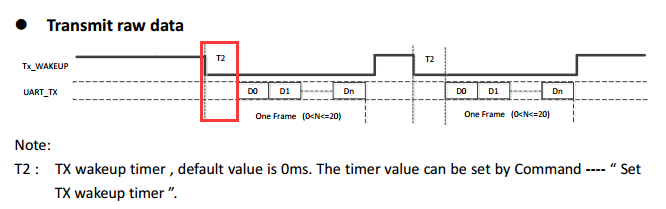 ● Transmit raw data
T2 T2
Tx_WAKEUP
UART_TX D0 D1 Dn D0 D1 Dn
One Frame (0<N<=20) One Frame (0<N<=20)
Note:
T2 : TX wakeup timer , default value is 0ms. The timer value can be set by Command ---- “ Set
TX wakeup timer ”.